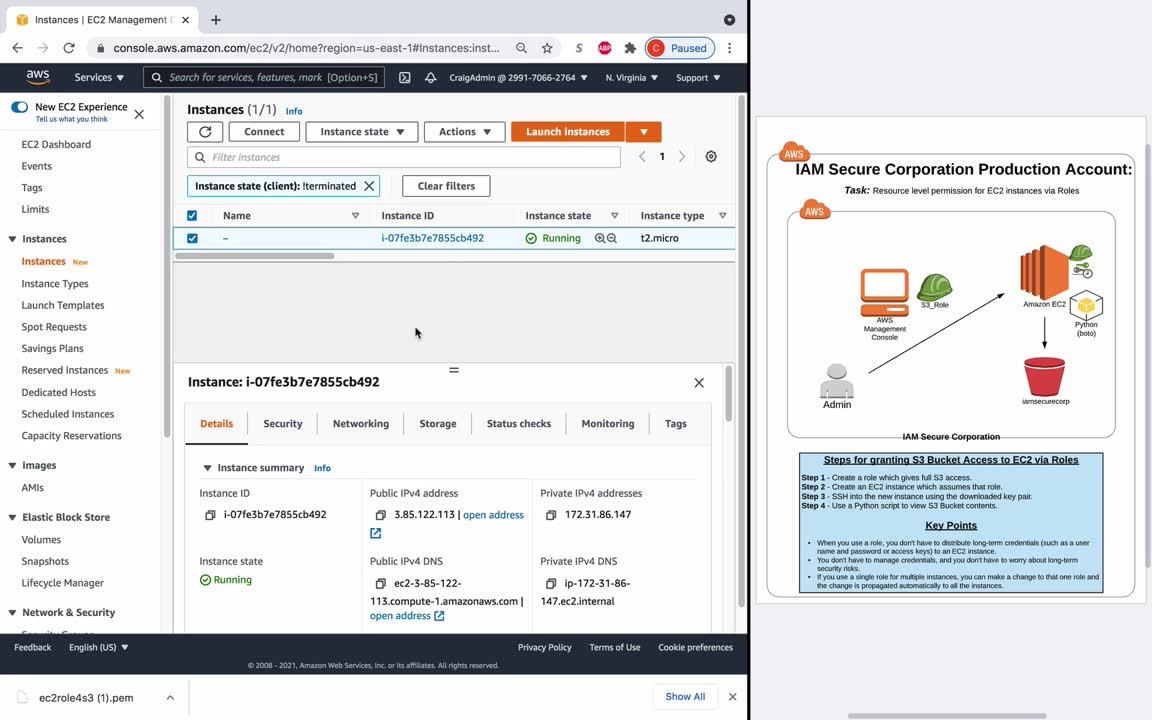 Instances | EC2 Management C
console.aws.amazon.com/ec2/v2/home?region=us-east-1#Instances:inst...
S
ABP
C Paused
aws
Services
Search for services, features, mark [Option+S]
CraigAdmin @ 2991-7066-2764
N. Virginia
Support
New EC2 Experience
Tell us what you think
EC2 Dashboard
Events
Tags
Limits
Instances
Instances New
Instance Types
Launch Templates
Spot Requests
Savings Plans
Reserved Instances New
Dedicated Hosts
Scheduled Instances
Capacity Reservations
Images
AMIs
Elastic Block Store
Volumes
Snapshots
Lifecycle Manager
Network & Security
Instances (1/1) Info
Connect
Instance state
Actions
Launch instances
Filter instances
1
Instance state (client): !terminated
Clear filters
Name
Instance ID
Instance state
Instance type
–
i-07fe3b7e7855cb492
Running
t2.micro
Instance: i-07fe3b7e7855cb492
Details
Security
Networking
Storage
Status checks
Monitoring
Tags
Instance summary Info
Instance ID
Public IPv4 address
Private IPv4 addresses
i-07fe3b7e7855cb492
3.85.122.113 | open address
172.31.86.147
Instance state
Public IPv4 DNS
Private IPv4 DNS
Running
ec2-3-85-122-
113.compute-1.amazonaws.com |
open address
ip-172-31-86-
147.ec2.internal
Feedback
English (US)
Privacy Policy
Terms of Use
Cookie preferences
© 2008 - 2021, Amazon Web Services, Inc. or its affiliates. All rights reserved.
ec2role4s3 (1).pem
Show All
AWS
IAM Secure Corporation Production Account:
Task: Resource level permission for EC2 instances via Roles
AWS
S3_Role
AWS
Management
Console
Amazon EC2
Python
(boto)
Admin
iamsecurecorp
IAM Secure Corporation
Steps for granting S3 Bucket Access to EC2 via Roles
Step 1 - Create a role which gives full S3 access.
Step 2 - Create an EC2 instance which assumes that role.
Step 3 - SSH into the new instance using the downloaded key pair.
Step 4 - Use a Python script to view S3 Bucket contents.
Key Points
• When you use a role, you don't have to distribute long-term credentials (such as a user
name and password or access keys) to an EC2 instance.
• You don't have to manage credentials, and you don't have to worry about long-term
security risks.
• If you use a single role for multiple instances, you can make a change to that one role and
the change is propagated automatically to all the instances.